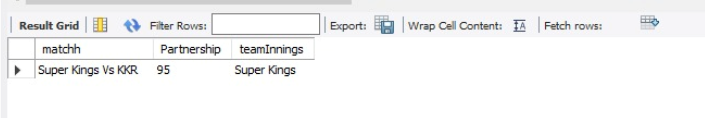 Result Grid Filter Rows: Export: Wrap Cell Content: Fetch rows:
matchh Partnership teamInnings
Super Kings Vs KKR 95 Super Kings